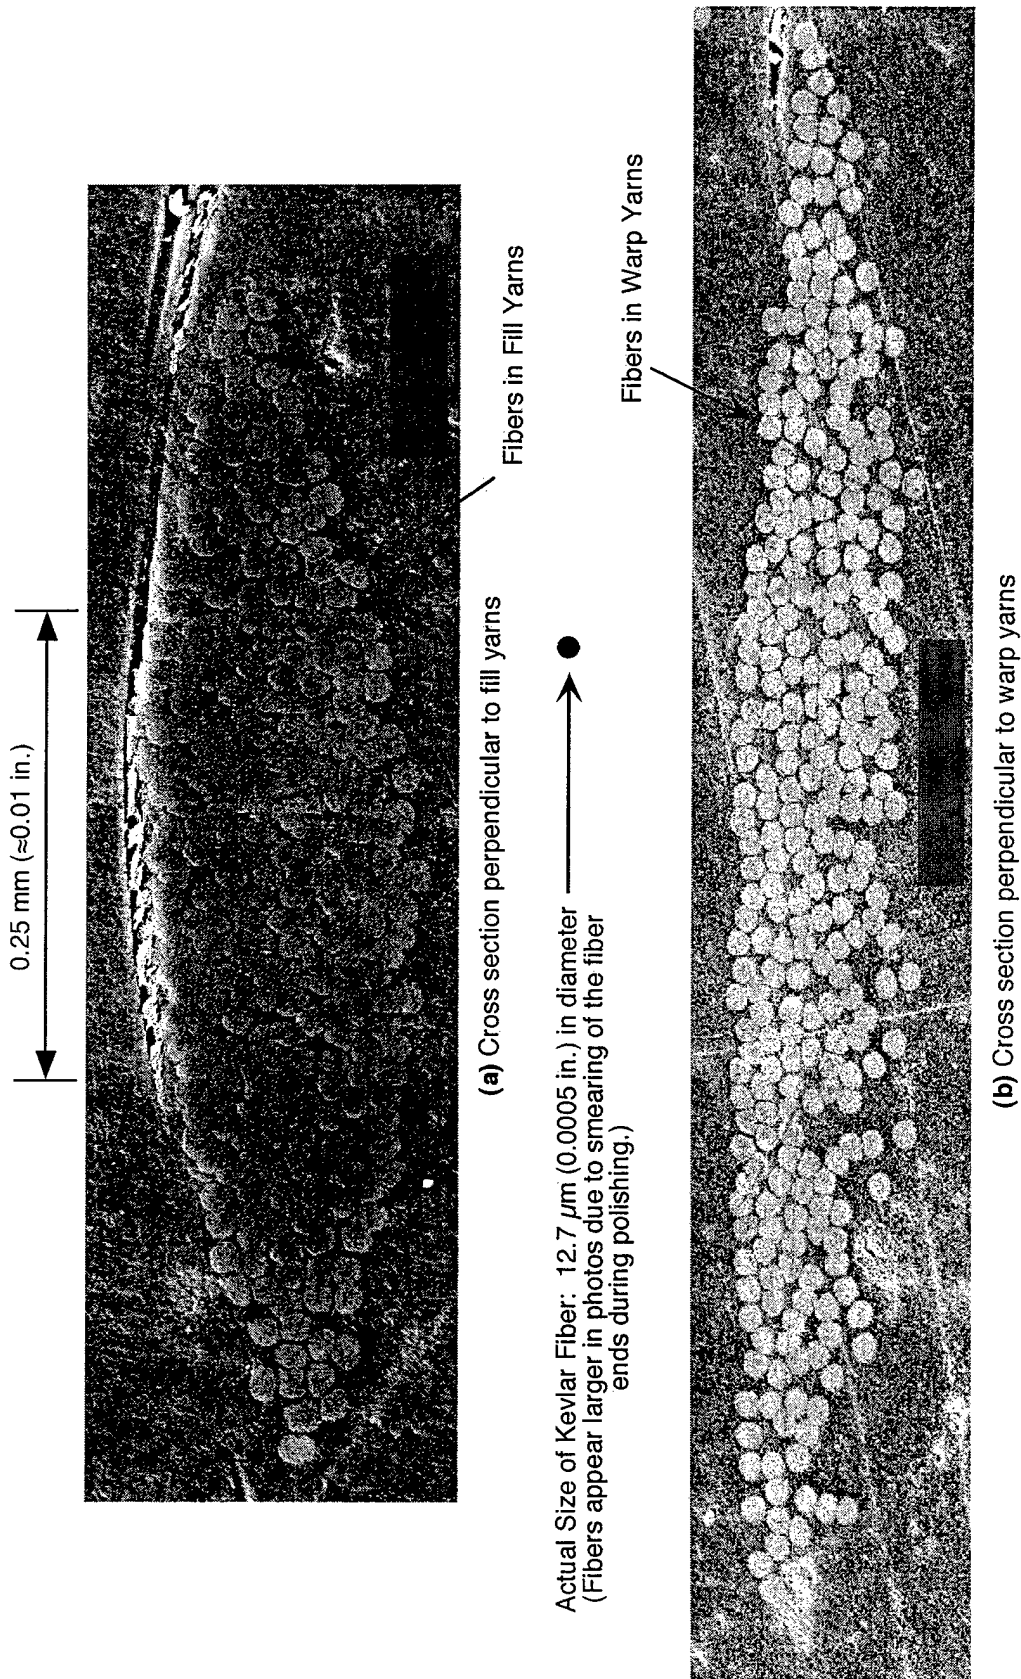 0.25 mm (≈0.01 in.)
Fibers in Fill Yarns
(a) Cross section perpendicular to fill yarns
Actual Size of Kevlar Fiber: 12.7 μm (0.0005 in.) in diameter
(Fibers appear larger in photos due to smearing of the fiber
ends during polishing.)
Fibers in Warp Yarns
(b) Cross section perpendicular to warp yarns